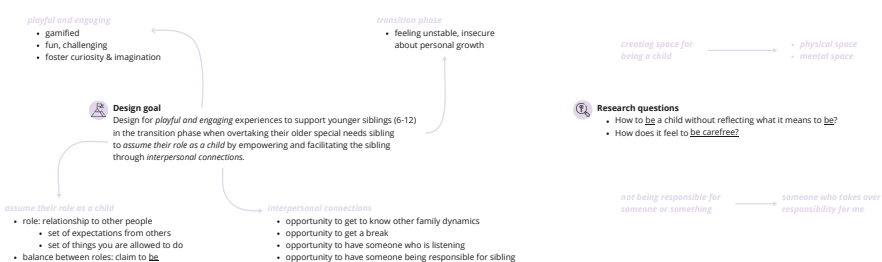 playful and engaging
• gamified
• fun, challenging
• foster curiosity & imagination
transition phase
• feeling unstable, insecure
about personal growth
Design goal
Design for playful and engaging experiences to support younger siblings (6-12)
in the transition phase when overtaking their older special needs sibling
to assume their role as a child by empowering and facilitating the sibling
through interpersonal connections.
assume their role as a child
• role: relationship to other people
• set of expectations from others
• set of things you are allowed to do
• balance between roles: claim to be
interpersonal connections
• opportunity to get to know other family dynamics
• opportunity to get a break
• opportunity to have someone who is listening
• opportunity to have someone being responsible for sibling
creating space for
being a child
• physical space
• mental space
Research questions
• How to be a child without reflecting what it means to be?
• How does it feel to be carefree?
not being responsible for
someone or something
someone who takes over
responsibility for me